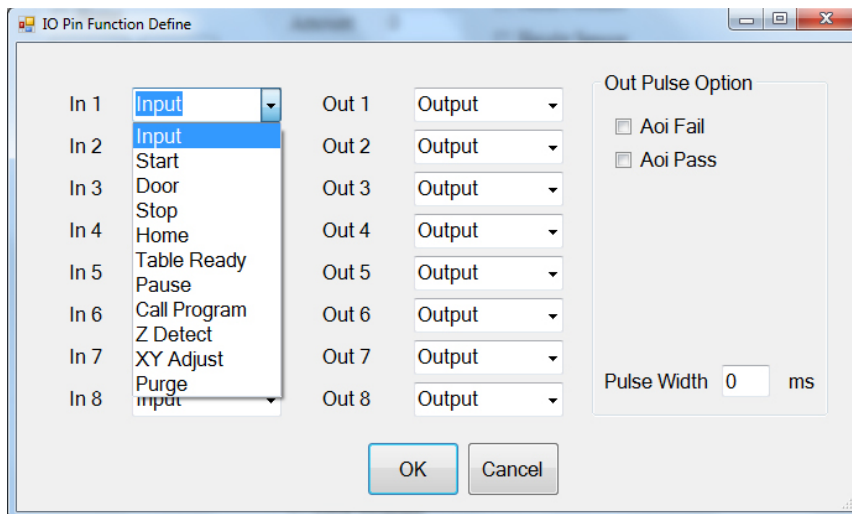 IO Pin Function Define
In 1 Input Out 1 Output
In 2 Out 2 Output
In 3 Out 3 Output
In 4 Out 4 Output
In 5 Out 5 Output
In 6 Out 6 Output
In 7 Out 7 Output
In 8 Input Out 8 Output
Input
Start
Door
Stop
Home
Table Ready
Pause
Call Program
Z Detect
XY Adjust
Purge
Out Pulse Option
Aoi Fail
Aoi Pass
Pulse Width 0 ms
OK Cancel